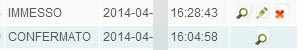 IMMESSO 2014-04- 16:28:43
CONFERMATO 2014-04- 16:04:58